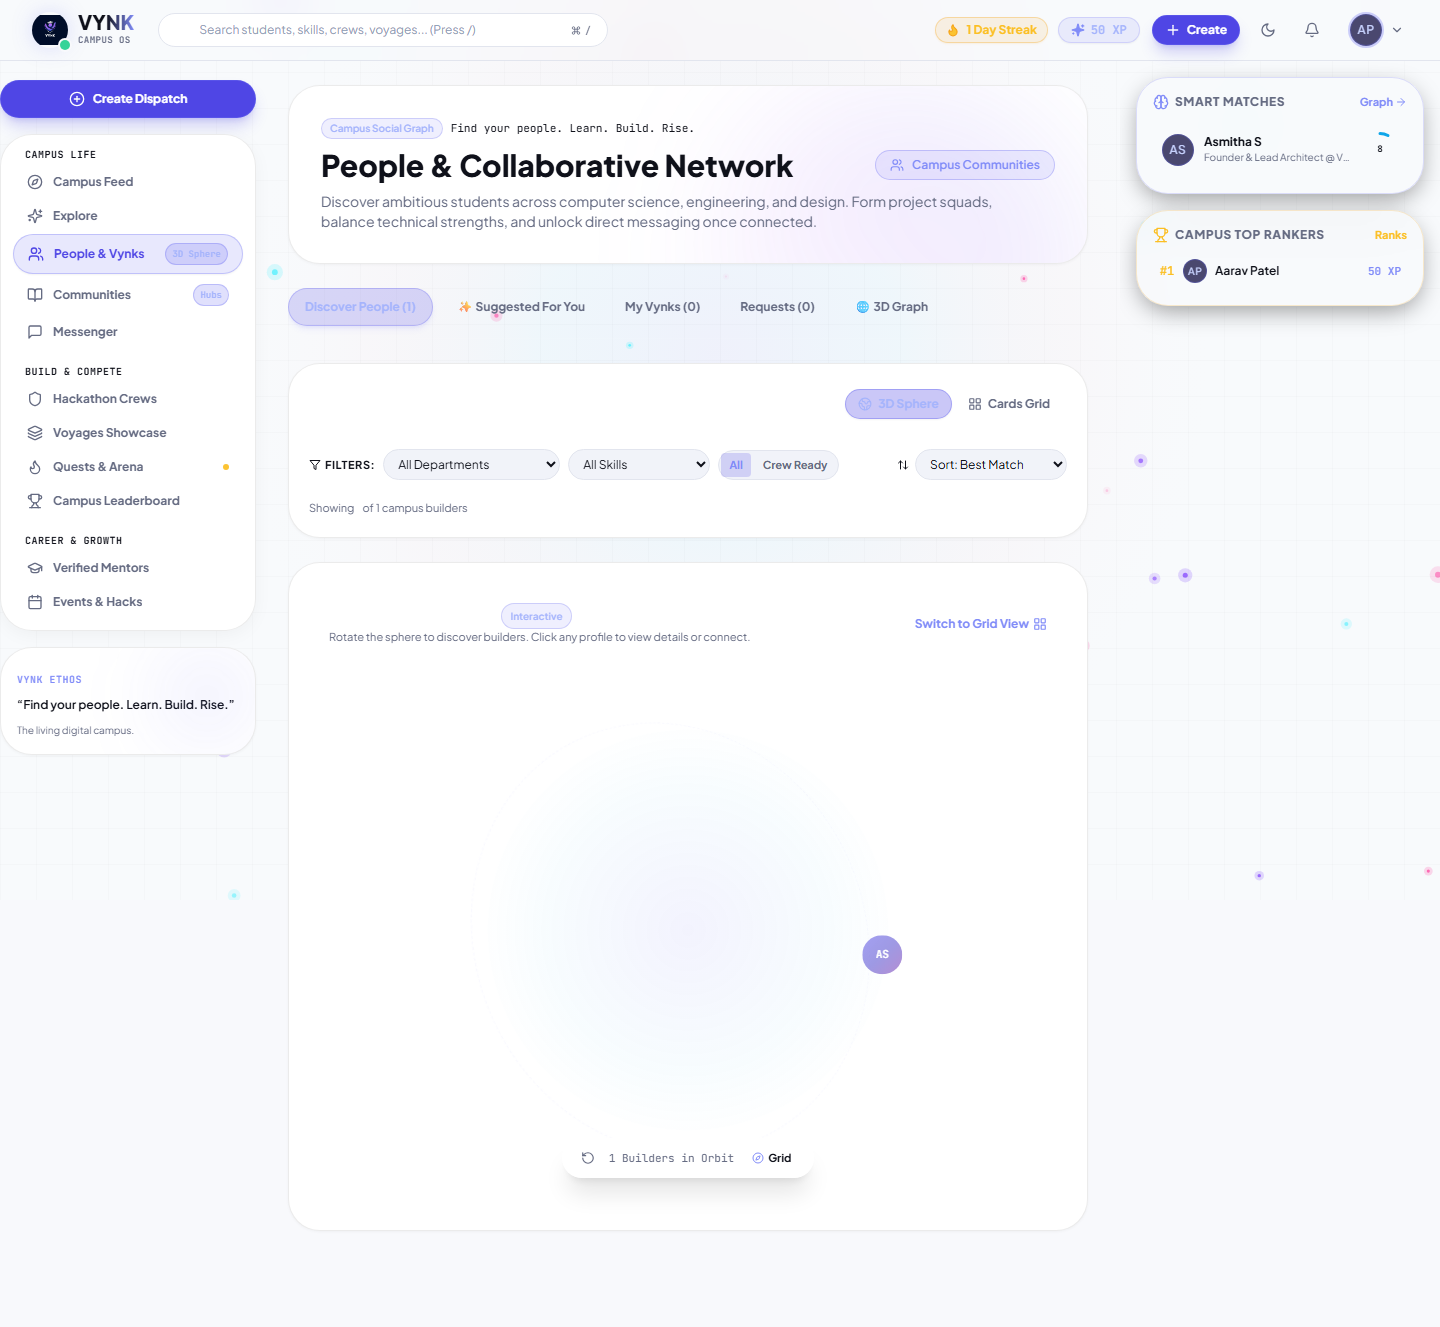 VYNK
CAMPUS OS
Search students, skills, crews, voyages... (Press /)
⌘ /
1 Day Streak
50 XP
Create
AP
Create Dispatch
CAMPUS LIFE
Campus Feed
Explore
People & Vynks
3D Sphere
Communities
Hubs
Messenger
BUILD & COMPETE
Hackathon Crews
Voyages Showcase
Quests & Arena
Campus Leaderboard
CAREER & GROWTH
Verified Mentors
Events & Hacks
VYNK ETHOS
“Find your people. Learn. Build. Rise.”
The living digital campus.
Campus Social Graph
Find your people. Learn. Build. Rise.
People & Collaborative Network
Campus Communities
Discover ambitious students across computer science, engineering, and design. Form project squads,
balance technical strengths, and unlock direct messaging once connected.
Discover People (1)
✨ Suggested For You
My Vynks (0)
Requests (0)
🌐 3D Graph
3D Sphere
Cards Grid
FILTERS:
All Departments
All Skills
All
Crew Ready
Sort: Best Match
Showing of 1 campus builders
Interactive
Rotate the sphere to discover builders. Click any profile to view details or connect.
Switch to Grid View
AS
1 Builders in Orbit
Grid
SMART MATCHES
Graph →
AS
Asmitha S
Founder & Lead Architect @ V...
8
CAMPUS TOP RANKERS
Ranks
#1
AP
Aarav Patel
50 XP